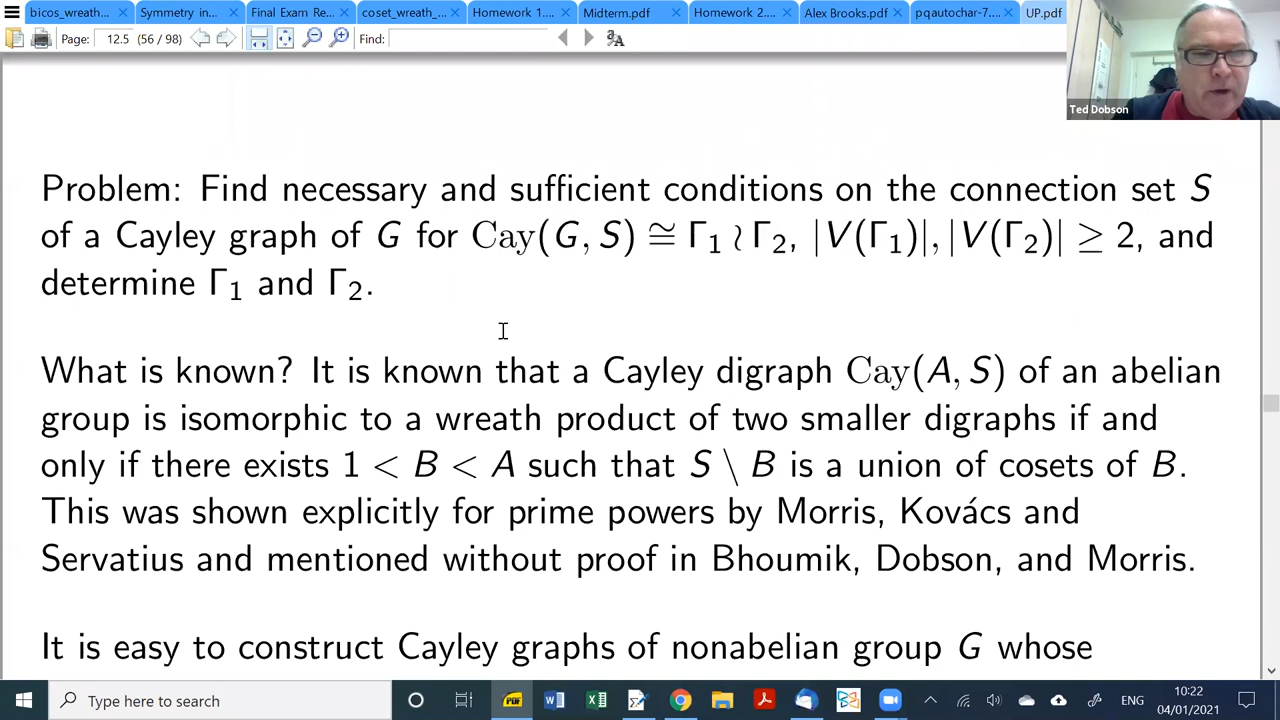 bicos_wreath... Symmetry in... Final Exam Re... coset_wreath_... Homework 1.... Midterm.pdf Homework 2.... Alex Brooks.pdf pqautochar-7.... UP.pdf
Page: 12.5 (56 / 98) Find:
Ted Dobson
Problem: Find necessary and sufficient conditions on the connection set S
of a Cayley graph of G for Cay(G, S) ≅ Γ₁ ≀ Γ₂, |V(Γ₁)|, |V(Γ₂)| ≥ 2, and
determine Γ₁ and Γ₂.
What is known? It is known that a Cayley digraph Cay(A, S) of an abelian
group is isomorphic to a wreath product of two smaller digraphs if and
only if there exists 1 < B < A such that S \ B is a union of cosets of B.
This was shown explicitly for prime powers by Morris, Kovács and
Servatius and mentioned without proof in Bhoumik, Dobson, and Morris.
It is easy to construct Cayley graphs of nonabelian group G whose
Type here to search
ENG
10:22
04/01/2021